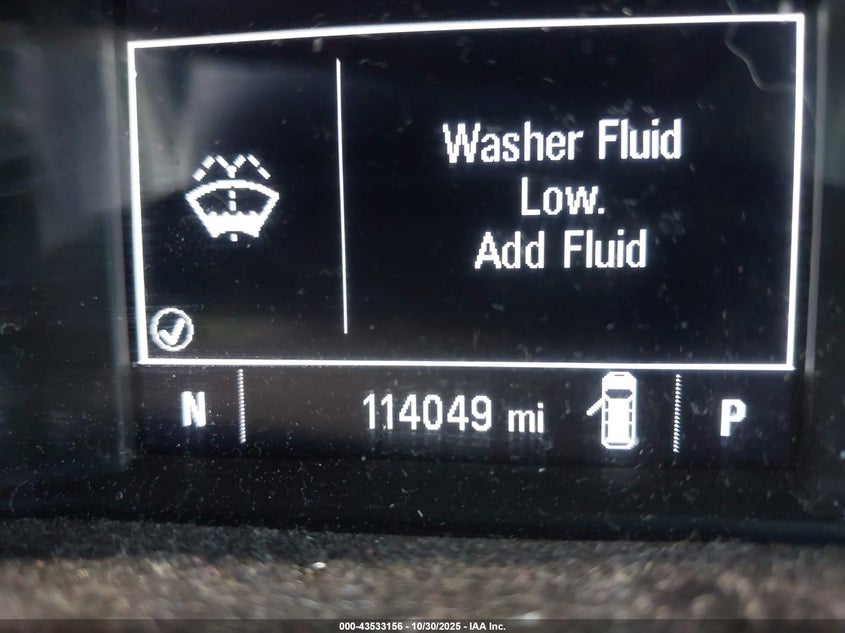 Washer Fluid
Low.
Add Fluid
N 114049 mi P
000-43533156 - 10/30/2025 - IAA Inc.